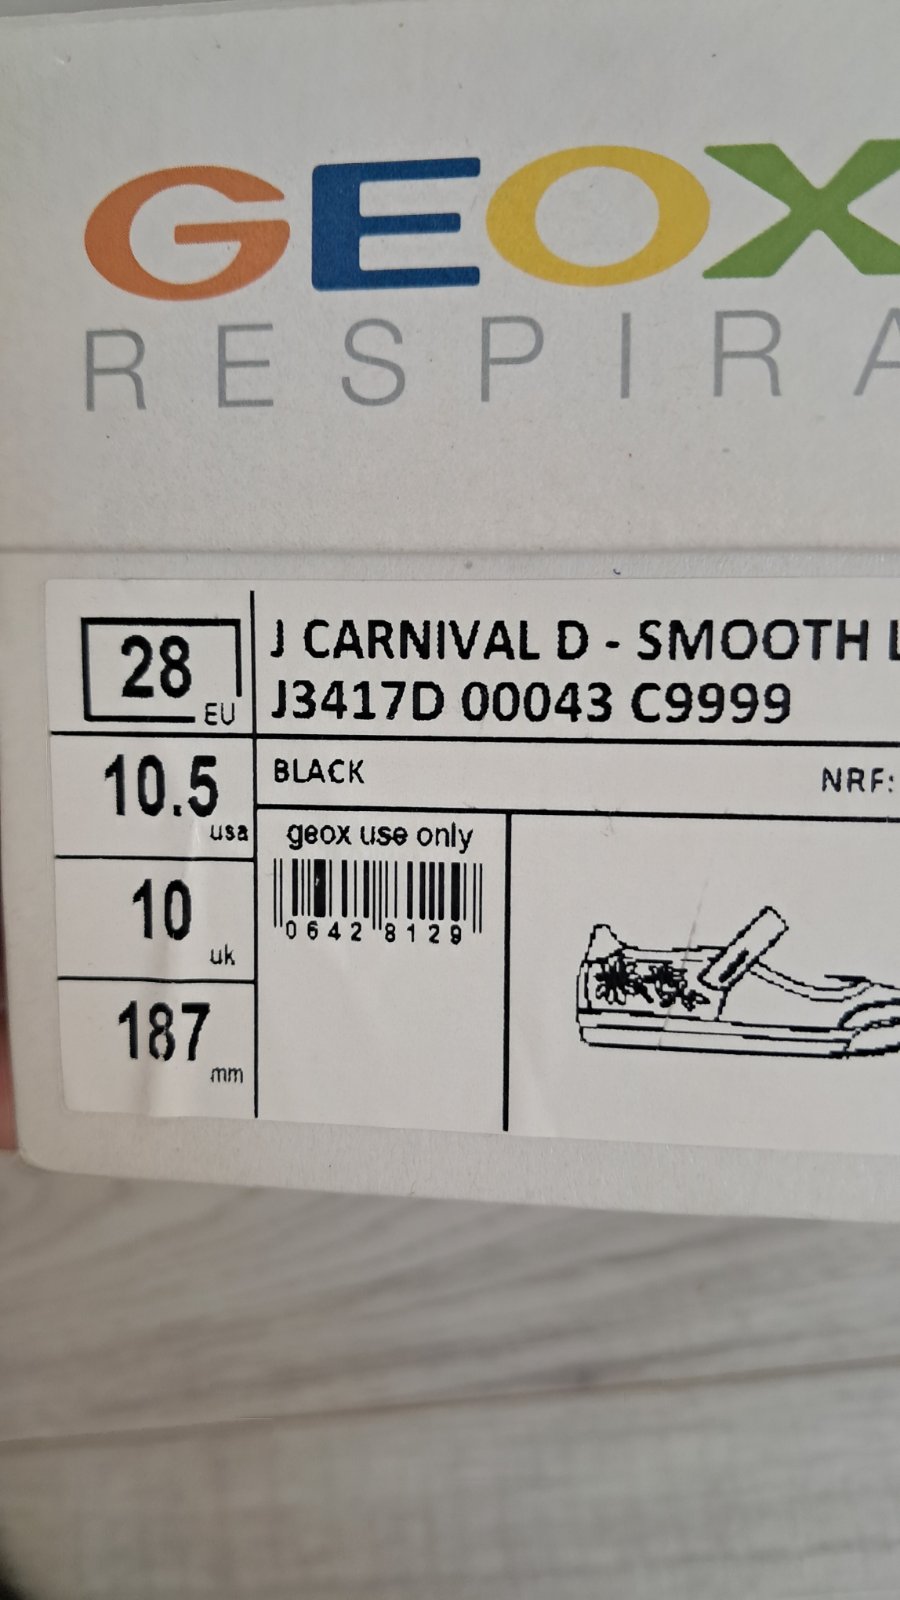 GEOX
RESPIRA
28 EU
J CARNIVAL D - SMOOTH L
J3417D 00043 C9999
10.5 usa
BLACK
NRF:
geox use only
0642 8129
10 uk
187 mm